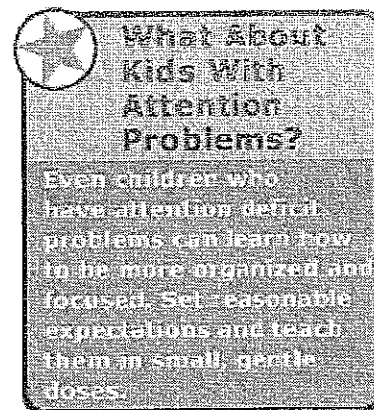 What About
Kids With
Attention
Problems?
Even children who
have attention deficit
problems can learn how
to be more organized and
focused. Set reasonable
expectations and teach
them in small, gentle
doses.